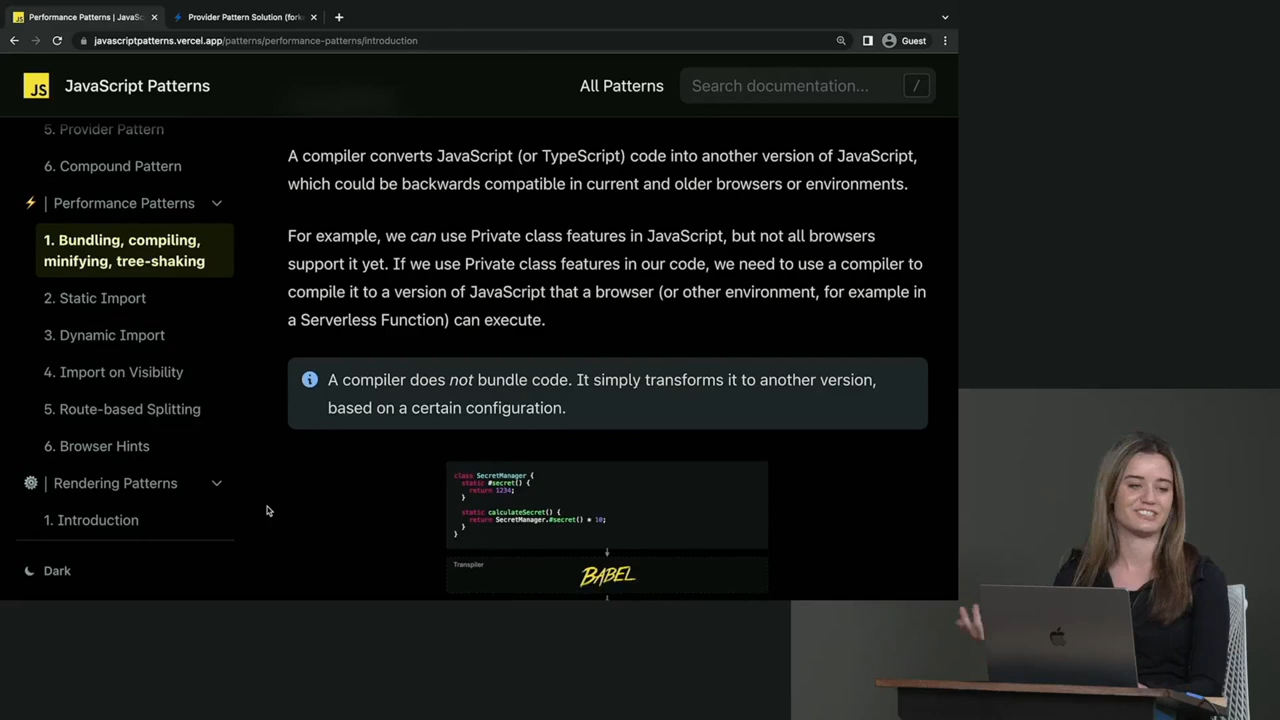 Performance Patterns | JavaSc
Provider Pattern Solution (forke
javascriptpatterns.vercel.app/patterns/performance-patterns/introduction
Guest
JS
JavaScript Patterns
All Patterns
Search documentation...
/
5. Provider Pattern
6. Compound Pattern
| Performance Patterns
1. Bundling, compiling,
minifying, tree-shaking
2. Static Import
3. Dynamic Import
4. Import on Visibility
5. Route-based Splitting
6. Browser Hints
| Rendering Patterns
1. Introduction
Dark
A compiler converts JavaScript (or TypeScript) code into another version of JavaScript,
which could be backwards compatible in current and older browsers or environments.
For example, we can use Private class features in JavaScript, but not all browsers
support it yet. If we use Private class features in our code, we need to use a compiler to
compile it to a version of JavaScript that a browser (or other environment, for example in
a Serverless Function) can execute.
A compiler does not bundle code. It simply transforms it to another version,
based on a certain configuration.
class SecretManager {
static #secret() {
return 1234;
}
static calculateSecret() {
return SecretManager.#secret() * 10;
}
}
Transpiler
BABEL